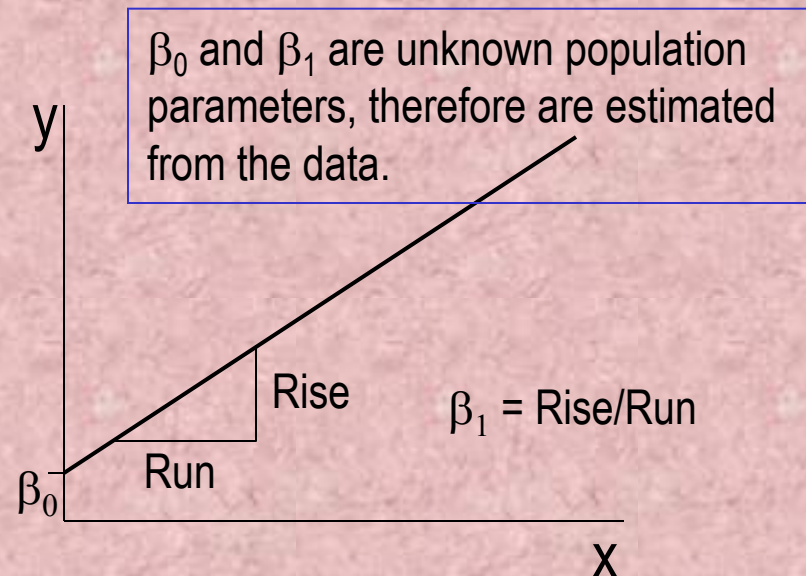 β₀ and β₁ are unknown population
parameters, therefore are estimated
from the data.
y
Rise
β₁ = Rise/Run
Run
β₀
x